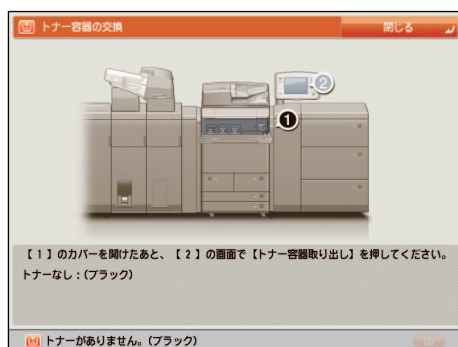 トナー容器の交換
閉じる
2
1
【 1 】のカバーを開けたあと、【 2 】の画面で【トナー容器取り出し】を押してください。
トナーなし:(ブラック)
トナーがありません。(ブラック)